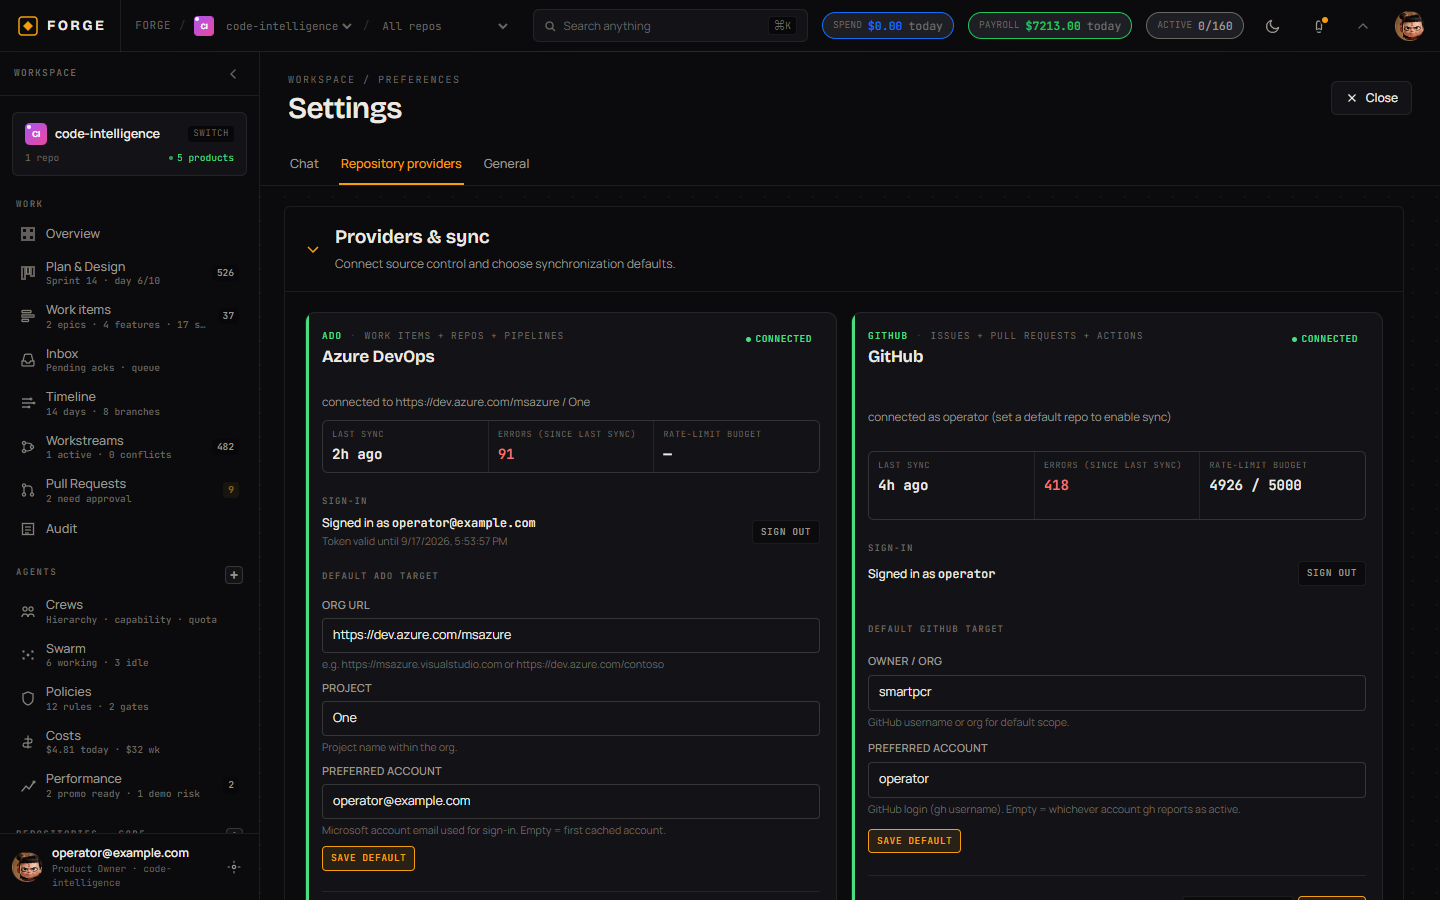 FORGE
FORGE / CI code-intelligence / All repos
Search anything ⌘K
SPEND $0.00 today
PAYROLL $7213.00 today
ACTIVE 0/160
WORKSPACE
CI code-intelligence SWITCH
1 repo 5 products
WORK
Overview
Plan & Design
Sprint 14 · day 6/10
526
Work items
2 epics · 4 features · 17 s…
37
Inbox
Pending acks · queue
Timeline
14 days · 8 branches
Workstreams
1 active · 0 conflicts
482
Pull Requests
2 need approval
9
Audit
AGENTS
Crews
Hierarchy · capability · quota
Swarm
6 working · 3 idle
Policies
12 rules · 2 gates
Costs
$4.81 today · $32 wk
Performance
2 promo ready · 1 demo risk
2
operator@example.com
Product Owner · code-
intelligence
WORKSPACE / PREFERENCES
Settings
Close
Chat
Repository providers
General
Providers & sync
Connect source control and choose synchronization defaults.
ADO · WORK ITEMS + REPOS + PIPELINES
CONNECTED
Azure DevOps
connected to https://dev.azure.com/msazure / One
LAST SYNC
2h ago
ERRORS (SINCE LAST SYNC)
91
RATE-LIMIT BUDGET
—
SIGN-IN
Signed in as operator@example.com
Token valid until 9/17/2026, 5:53:57 PM
SIGN OUT
DEFAULT ADO TARGET
ORG URL
https://dev.azure.com/msazure
e.g. https://msazure.visualstudio.com or https://dev.azure.com/contoso
PROJECT
One
Project name within the org.
PREFERRED ACCOUNT
operator@example.com
Microsoft account email used for sign-in. Empty = first cached account.
SAVE DEFAULT
GITHUB · ISSUES + PULL REQUESTS + ACTIONS
CONNECTED
GitHub
connected as operator (set a default repo to enable sync)
LAST SYNC
4h ago
ERRORS (SINCE LAST SYNC)
418
RATE-LIMIT BUDGET
4926 / 5000
SIGN-IN
Signed in as operator
SIGN OUT
DEFAULT GITHUB TARGET
OWNER / ORG
smartpcr
GitHub username or org for default scope.
PREFERRED ACCOUNT
operator
GitHub login (gh username). Empty = whichever account gh reports as active.
SAVE DEFAULT